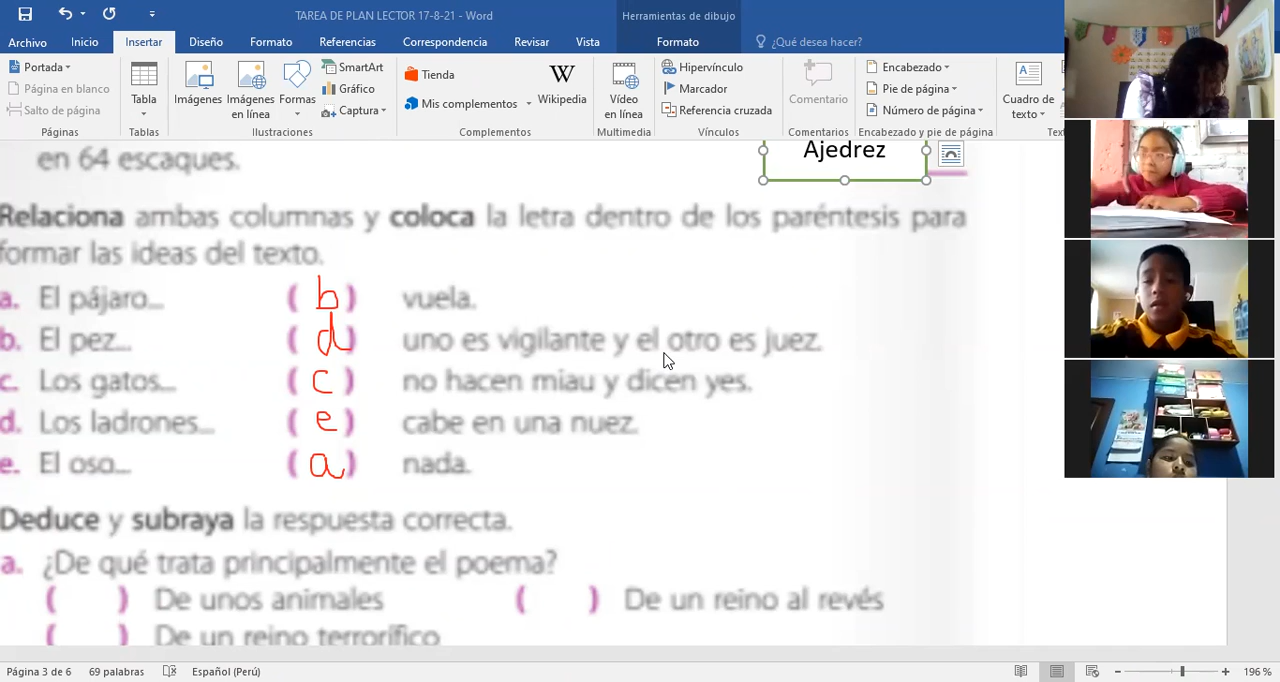 TAREA DE PLAN LECTOR 17-8-21 - Word
Herramientas de dibujo
Archivo Inicio Insertar Diseño Formato Referencias Correspondencia Revisar Vista Formato ¿Qué desea hacer?
Portada
Página en blanco
Salto de página
Páginas
Tabla
Tablas
Imágenes
Imágenes en línea
Formas
SmartArt
Gráfico
Captura
Ilustraciones
Tienda
Mis complementos
W
Wikipedia
Complementos
Vídeo en línea
Multimedia
Hipervínculo
Marcador
Referencia cruzada
Vínculos
Comentario
Comentarios
Encabezado
Pie de página
Número de página
Encabezado y pie de página
Cuadro de texto
en 64 escaques.
Ajedrez
Relaciona ambas columnas y coloca la letra dentro de los paréntesis para
formar las ideas del texto.
a. El pájaro... ( b ) vuela.
b. El pez... ( d ) uno es vigilante y el otro es juez.
c. Los gatos... ( c ) no hacen miau y dicen yes.
d. Los ladrones... ( e ) cabe en una nuez.
e. El oso... ( a ) nada.
Deduce y subraya la respuesta correcta.
a. ¿De qué trata principalmente el poema?
( ) De unos animales ( ) De un reino al revés
( ) De un reino terrorífico
Página 3 de 6 69 palabras Español (Perú) 196 %